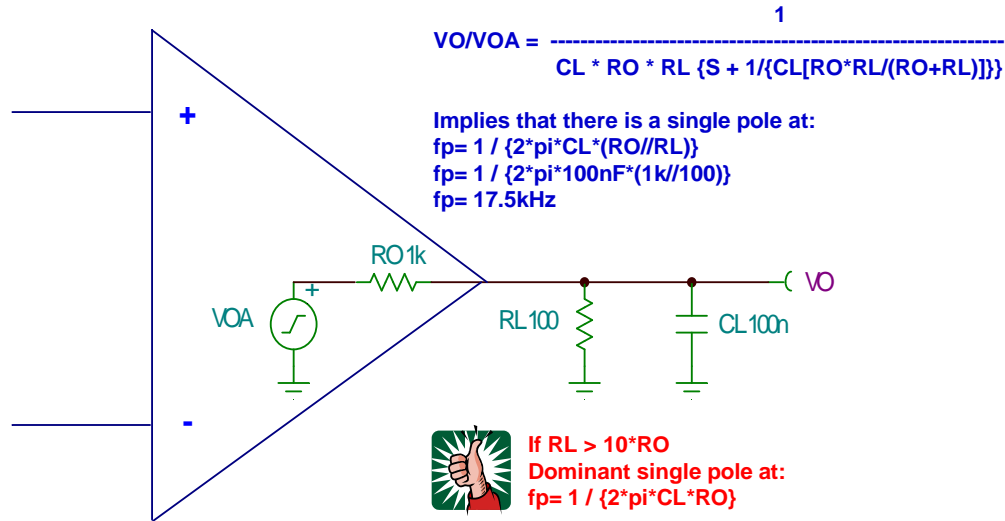 1
VO/VOA = ------------------------------------------------------------
CL * RO * RL {S + 1/{CL[RO*RL/(RO+RL)]}}
Implies that there is a single pole at:
fp= 1 / {2*pi*CL*(RO//RL)}
fp= 1 / {2*pi*100nF*(1k//100)}
fp= 17.5kHz
+
RO 1k
+
VOA
VO
RL 100
CL 100n
-
If RL > 10*RO
Dominant single pole at:
fp= 1 / {2*pi*CL*RO}